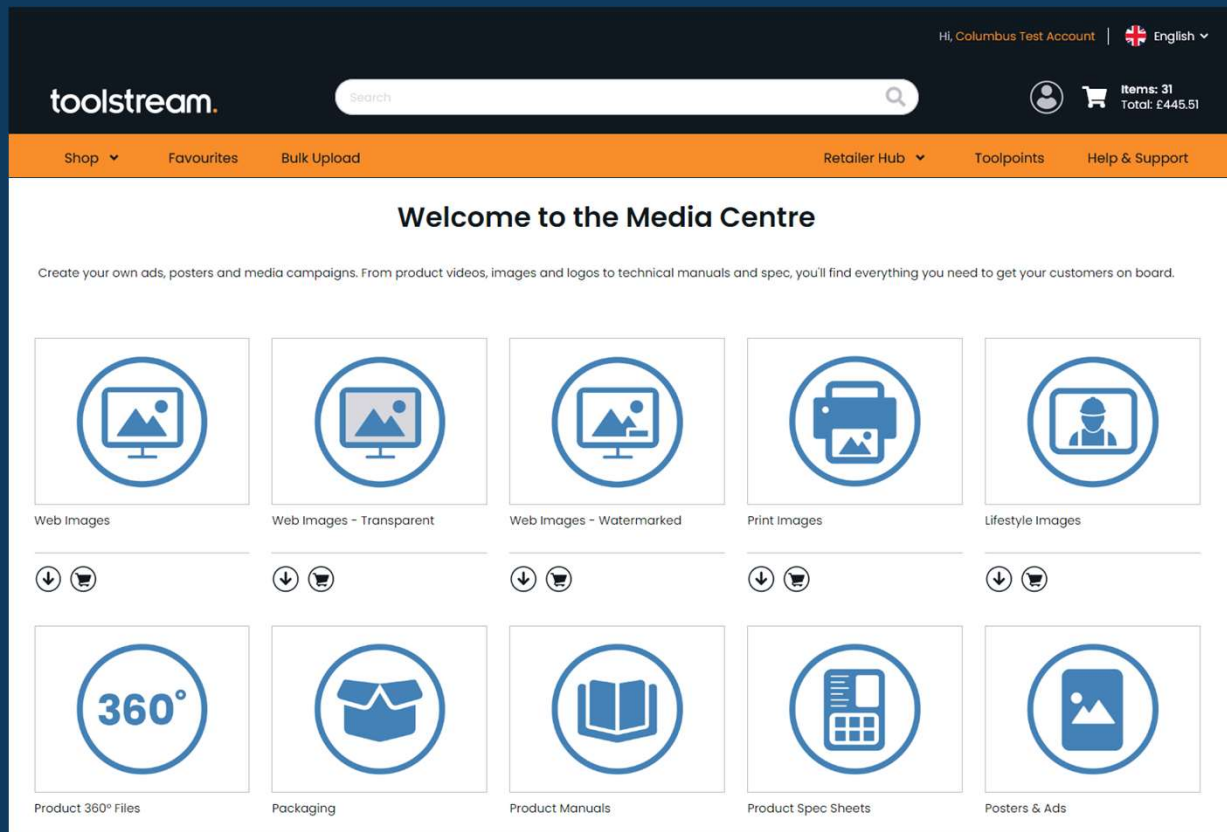 Hi, Columbus Test Account | English
toolstream.
Search
Items: 31
Total: £445.51
Shop Favourites Bulk Upload Retailer Hub Toolpoints Help & Support
Welcome to the Media Centre
Create your own ads, posters and media campaigns. From product videos, images and logos to technical manuals and spec, you'll find everything you need to get your customers on board.
Web Images
Web Images - Transparent
Web Images - Watermarked
Print Images
Lifestyle Images
360°
Product 360° Files
Packaging
Product Manuals
Product Spec Sheets
Posters & Ads